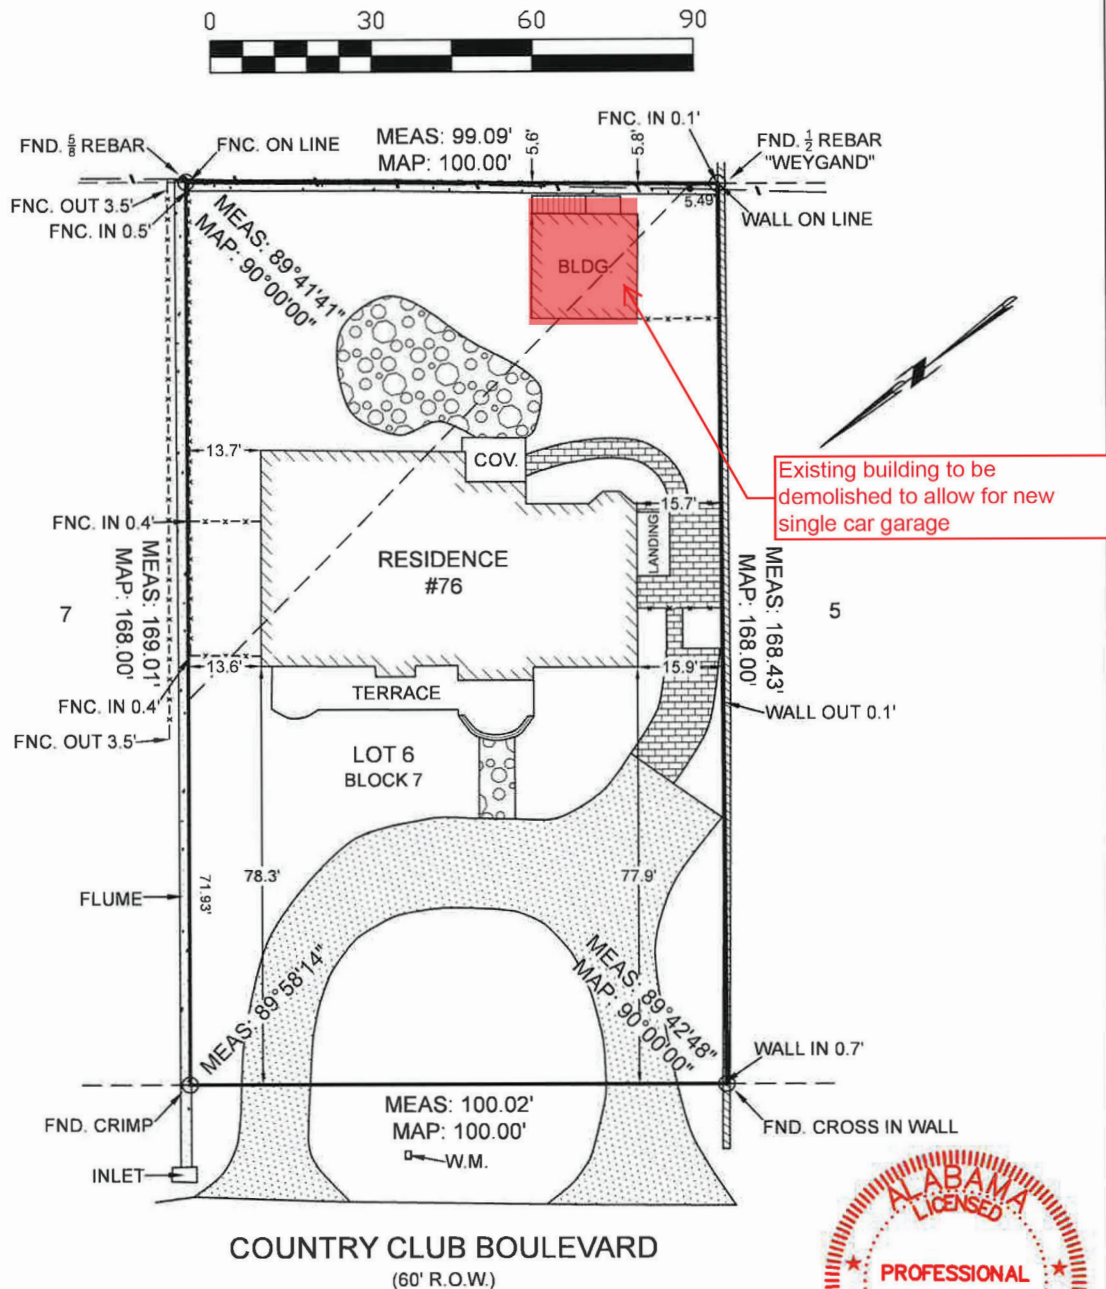 0 30 60 90
FND. 5/8 REBAR
FNC. ON LINE
MEAS: 99.09'
MAP: 100.00'
5.6'
5.8'
FNC. IN 0.1'
FND. 1/2 REBAR
"WEYGAND"
FNC. OUT 3.5'
FNC. IN 0.5'
MEAS: 89°41'41"
MAP: 90°00'00"
5.49'
WALL ON LINE
BLDG.
13.7'
COV.
Existing building to be
demolished to allow for new
single car garage
15.7'
FNC. IN 0.4'
LANDING
RESIDENCE
#76
MEAS: 169.01'
MAP: 168.00'
MEAS: 168.43'
MAP: 168.00'
7
5
13.6'
15.9'
TERRACE
FNC. IN 0.4'
WALL OUT 0.1'
FNC. OUT 3.5'
LOT 6
BLOCK 7
FLUME
71.93'
78.3'
77.9'
MEAS: 89°58'14"
MEAS: 89°42'48"
MAP: 90°00'00"
WALL IN 0.7'
MEAS: 100.02'
MAP: 100.00'
FND. CRIMP
FND. CROSS IN WALL
W.M.
INLET
COUNTRY CLUB BOULEVARD
(60' R.O.W.)
ALABAMA
LICENSED
PROFESSIONAL